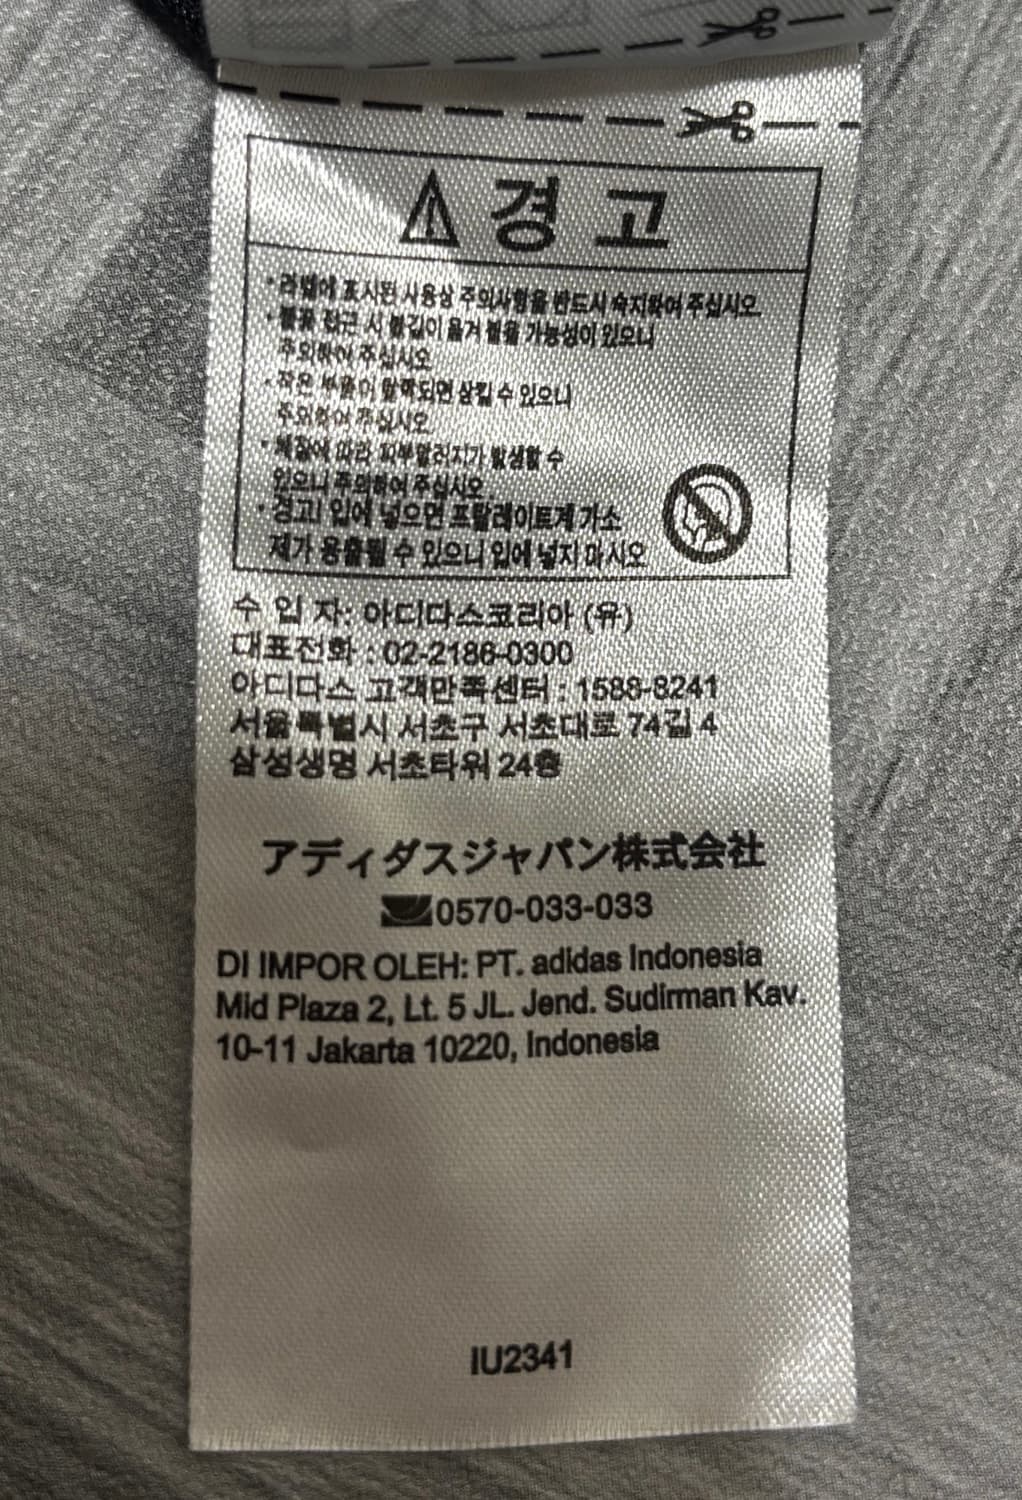 경 고
· 라벨에 표시된 사용상 주의사항을 반드시 숙지하여 주십시오.
· 불꽃 접근 시 불길이 옮겨 붙을 가능성이 있으니
주의하여 주십시오
· 작은 부품이 탈락되면 삼킬 수 있으니
주의하여 주십시오
· 체질에 따라 피부알러지가 발생할 수
있으니 주의하여 주십시오.
· 경고! 입에 넣으면 프탈레이트계 가소
제가 용출될 수 있으니 입에 넣지 마시오
수 입 자: 아디다스코리아 (유)
대표전화 : 02-2186-0300
아디다스 고객만족센터 : 1588-8241
서울특별시 서초구 서초대로 74길 4
삼성생명 서초타워 24층
アディダスジャパン株式会社
0570-033-033
DI IMPOR OLEH: PT. adidas Indonesia
Mid Plaza 2, Lt. 5 JL. Jend. Sudirman Kav.
10-11 Jakarta 10220, Indonesia
IU2341